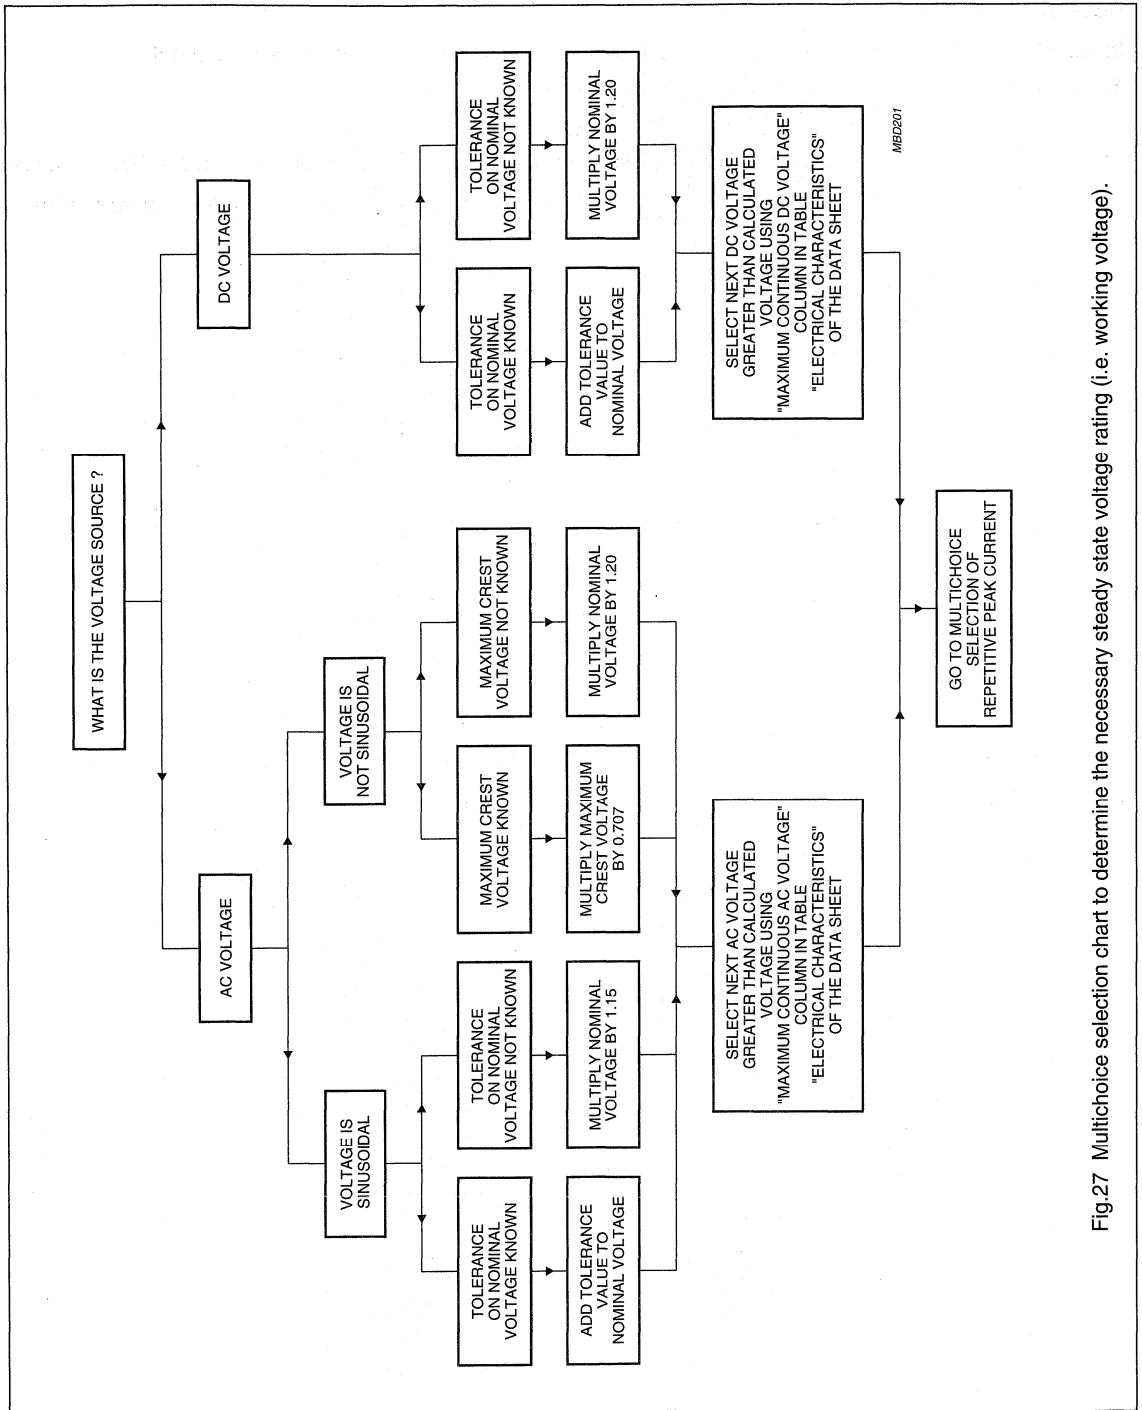 WHAT IS THE VOLTAGE SOURCE ?
AC VOLTAGE
DC VOLTAGE
VOLTAGE IS
SINUSOIDAL
VOLTAGE IS
NOT SINUSOIDAL
TOLERANCE
ON NOMINAL
VOLTAGE KNOWN
TOLERANCE
ON NOMINAL
VOLTAGE NOT KNOWN
MAXIMUM CREST
VOLTAGE KNOWN
MAXIMUM CREST
VOLTAGE NOT KNOWN
TOLERANCE
ON NOMINAL
VOLTAGE KNOWN
TOLERANCE
ON NOMINAL
VOLTAGE NOT KNOWN
ADD TOLERANCE
VALUE TO
NOMINAL VOLTAGE
MULTIPLY NOMINAL
VOLTAGE BY 1.15
MULTIPLY MAXIMUM
CREST VOLTAGE
BY 0.707
MULTIPLY NOMINAL
VOLTAGE BY 1.20
ADD TOLERANCE
VALUE TO
NOMINAL VOLTAGE
MULTIPLY NOMINAL
VOLTAGE BY 1.20
SELECT NEXT AC VOLTAGE
GREATER THAN CALCULATED
VOLTAGE USING
"MAXIMUM CONTINUOUS AC VOLTAGE"
COLUMN IN TABLE
"ELECTRICAL CHARACTERISTICS"
OF THE DATA SHEET
SELECT NEXT DC VOLTAGE
GREATER THAN CALCULATED
VOLTAGE USING
"MAXIMUM CONTINUOUS DC VOLTAGE"
COLUMN IN TABLE
"ELECTRICAL CHARACTERISTICS"
OF THE DATA SHEET
MBD201
GO TO MULTICHOICE
SELECTION OF
REPETITIVE PEAK CURRENT
Fig.27 Multichoice selection chart to determine the necessary steady state voltage rating (i.e. working voltage).